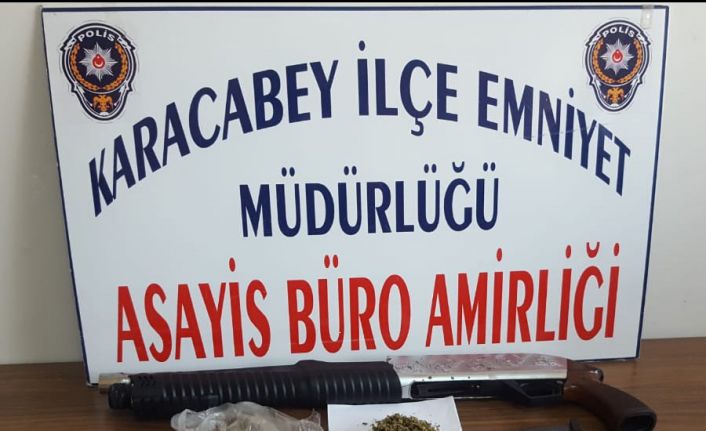 POLİS
POLİS
KARACABEY İLÇE EMNİYET
MÜDÜRLÜĞÜ
ASAYİS BÜRO AMİRLİĞİ